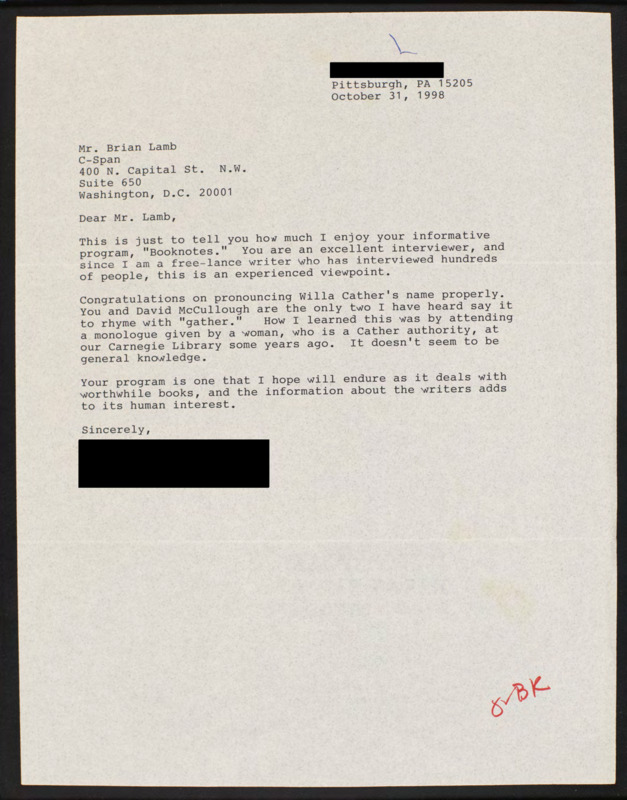 Pittsburgh, PA 15205
October 31, 1998
Mr. Brian Lamb
C-Span
400 N. Capital St. N.W.
Suite 650
Washington, D.C. 20001
Dear Mr. Lamb,
This is just to tell you how much I enjoy your informative
program, "Booknotes." You are an excellent interviewer, and
since I am a free-lance writer who has interviewed hundreds
of people, this is an experienced viewpoint.
Congratulations on pronouncing Willa Cather's name properly.
You and David McCullough are the only two I have heard say it
to rhyme with "gather." How I learned this was by attending
a monologue given by a woman, who is a Cather authority, at
our Carnegie Library some years ago. It doesn't seem to be
general knowledge.
Your program is one that I hope will endure as it deals with
worthwhile books, and the information about the writers adds
to its human interest.
Sincerely,
BK